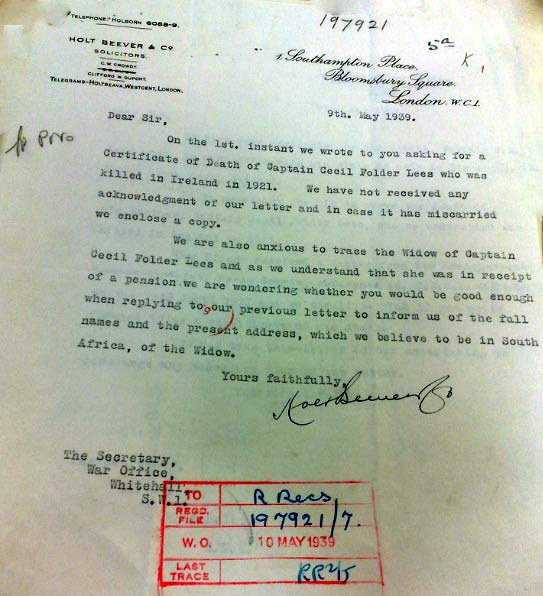 TELEPHONE: HOLBORN 6088-9.
197921
5a
K,
HOLT BEEVER & Co
SOLICITORS.
C.W. CROWDY.
CLIFFORD W. DUPONT.
TELEGRAMS-HOLTBEAVA, WESTCENT, LONDON.
1, Southampton Place,
Bloomsbury Square.
London. W.C.1.
9th. May 1939.
Dear Sir,
On the 1st. instant we wrote to you asking for a
Certificate of Death of Captain Cecil Folder Lees who was
killed in Ireland in 1921. We have not received any
acknowledgment of our letter and in case it has miscarried
we enclose a copy.
We are also anxious to trace the Widow of Captain
Cecil Folder Lees and as we understand that she was in receipt
of a pension we are wondering whether you would be good enough
when replying to our previous letter to inform us of the full
names and the present address, which we believe to be in South
Africa, of the Widow.
Yours faithfully,
Holt Beever & Co
The Secretary,
War Office,
Whitehall,
S.W.1.
TO R Recs
REGD. FILE 197921/7.
W.O. 10 MAY 1939
LAST TRACE RR2/5